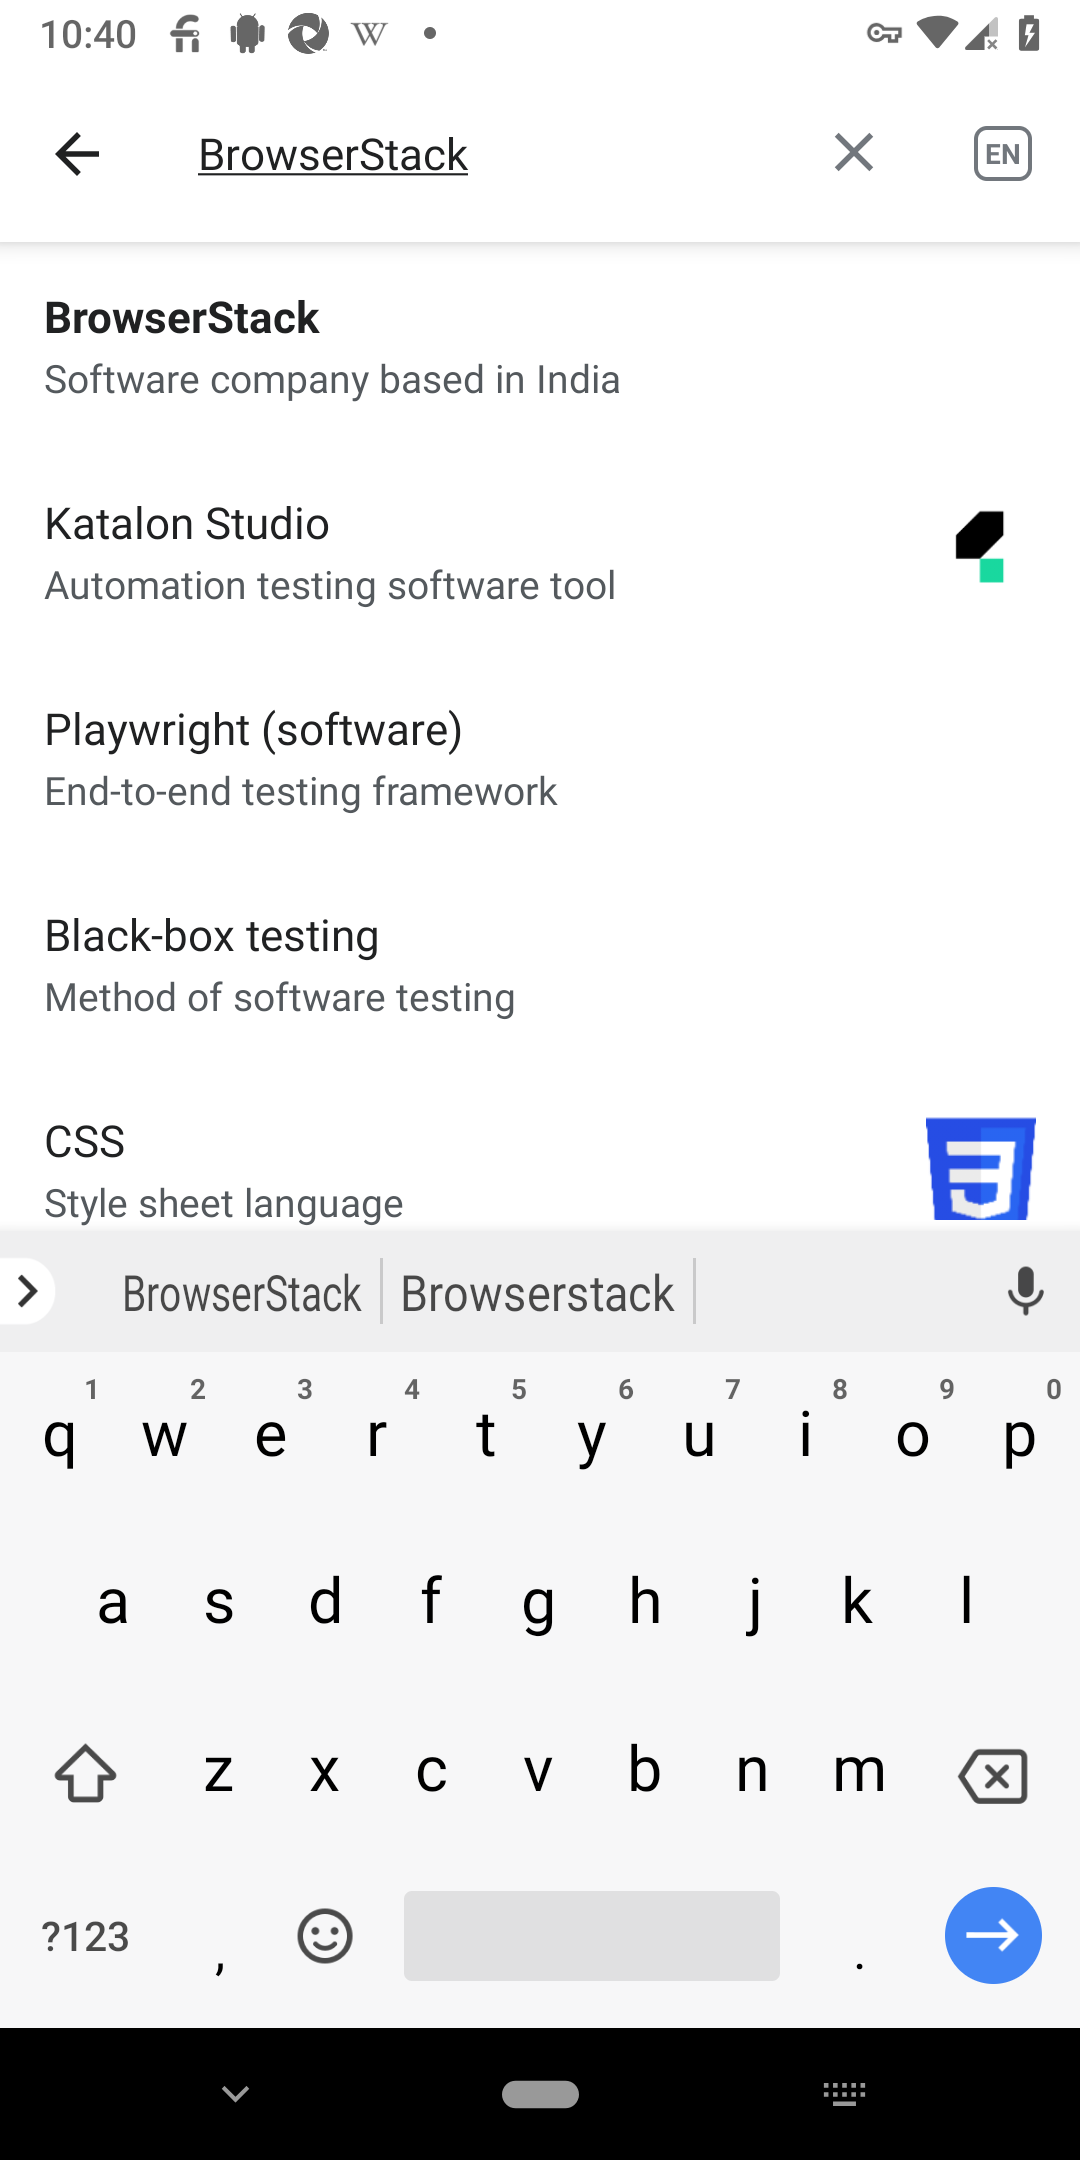 10:40 W
BrowserStack EN
BrowserStack
Software company based in India
Katalon Studio
Automation testing software tool
Playwright (software)
End-to-end testing framework
Black-box testing
Method of software testing
CSS
Style sheet language
BrowserStack Browserstack
1 2 3 4 5 6 7 8 9 0
q w e r t y u i o p
a s d f g h j k l
z x c v b n m
?123 , .